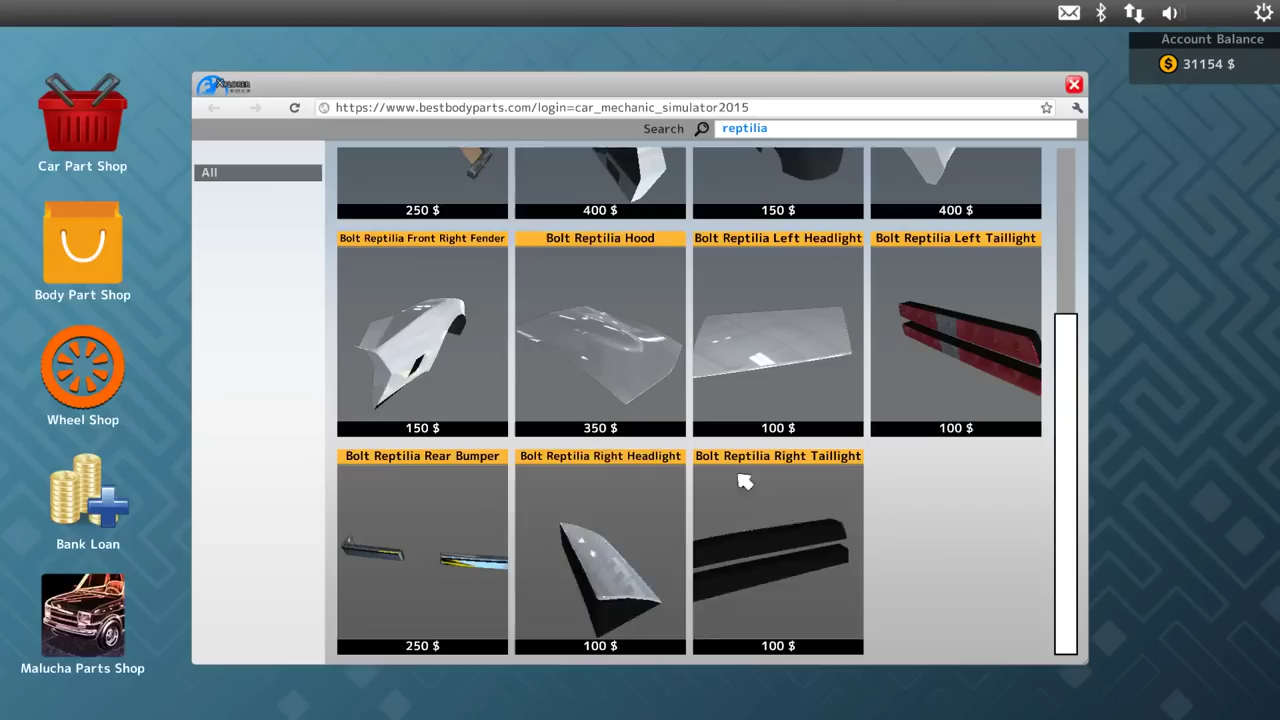 Account Balance
$ 31154 $
https://www.bestbodyparts.com/login=car_mechanic_simulator2015
Search reptilia
All
Car Part Shop
Body Part Shop
Wheel Shop
Bank Loan
Malucha Parts Shop
250 $ 400 $ 150 $ 400 $
Bolt Reptilia Front Right Fender Bolt Reptilia Hood Bolt Reptilia Left Headlight Bolt Reptilia Left Taillight
150 $ 350 $ 100 $ 100 $
Bolt Reptilia Rear Bumper Bolt Reptilia Right Headlight Bolt Reptilia Right Taillight
250 $ 100 $ 100 $